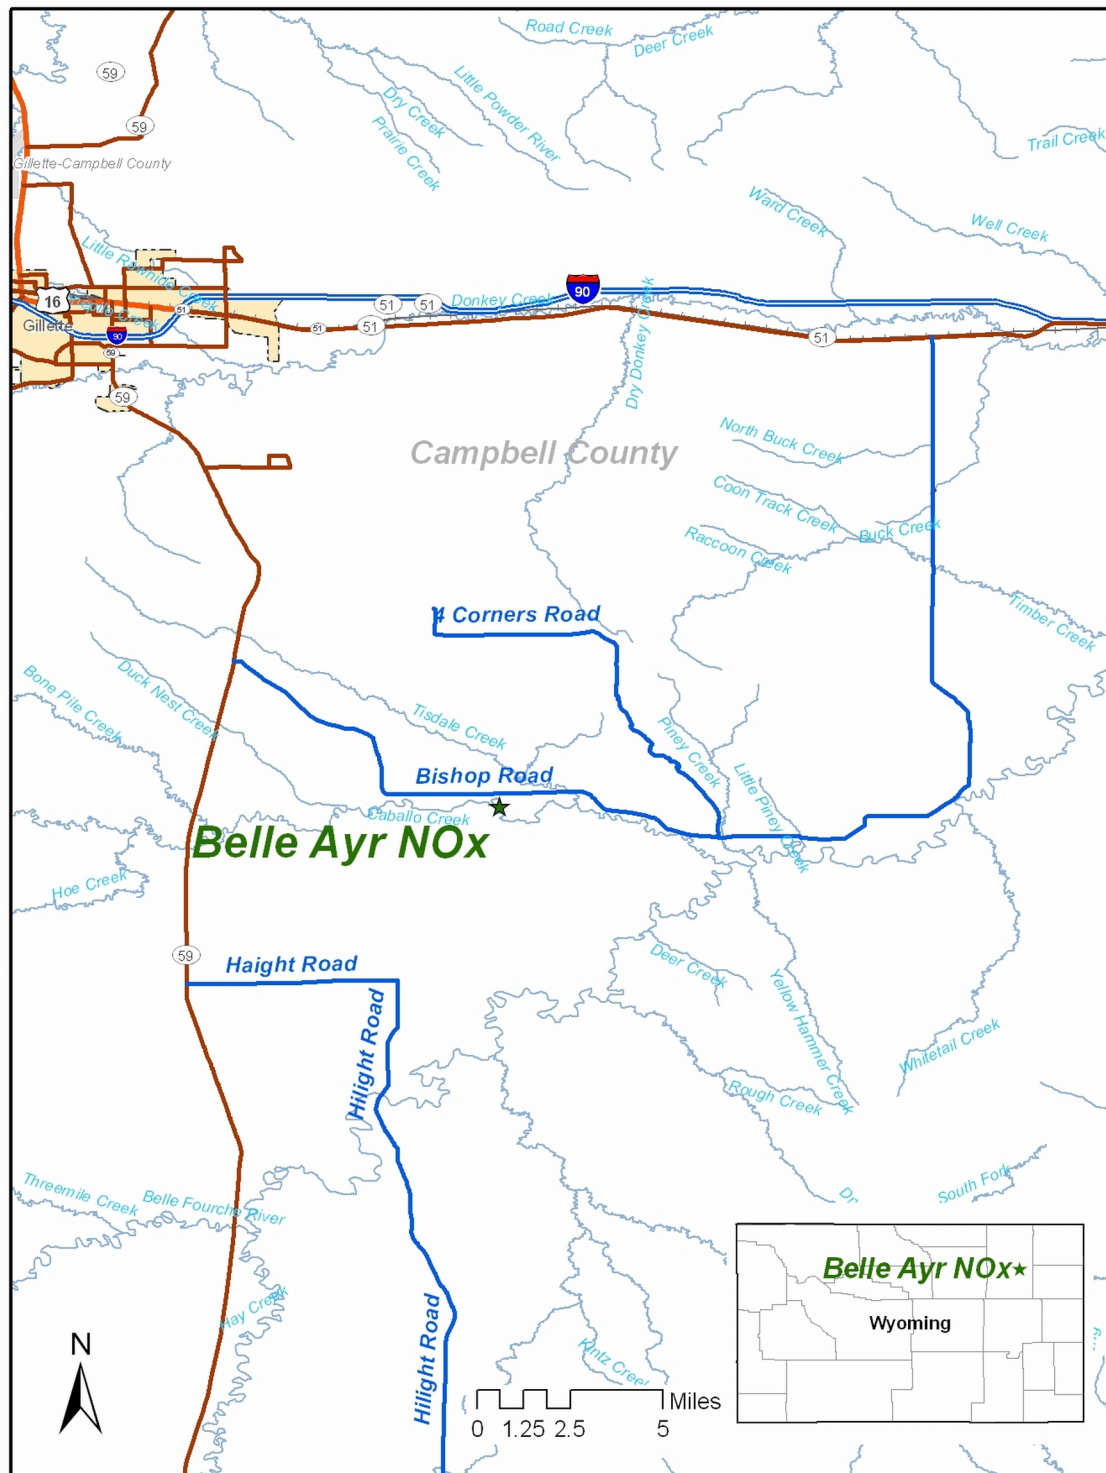 Road Creek
Deer Creek
59
Little Powder River
Dry Creek
59
Prairie Creek
Trail Creek
Gillette-Campbell County
Ward Creek
Well Creek
Little Rawhide Creek
16
51
51
51
Donkey Creek
90
Gillette
90
51
51
51
59
Dry Donkey Creek
59
North Buck Creek
Campbell County
Coon Track Creek
Buck Creek
Raccoon Creek
4 Corners Road
Timber Creek
Bone Pile Creek
Duck Nest Creek
Tisdale Creek
Piney Creek
Bishop Road
Little Piney Creek
Caballo Creek
Belle Ayr NOx
Hoe Creek
59
Haight Road
Deer Creek
Yellow Hammer Creek
Hilight Road
Whitetail Creek
Rough Creek
Threemile Creek
Belle Fourche River
Dr
South Fork
Belle Ayr NOx
Wyoming
Hay Creek
Hilight Road
Kintz Creek
N
Miles
0 1.25 2.5 5